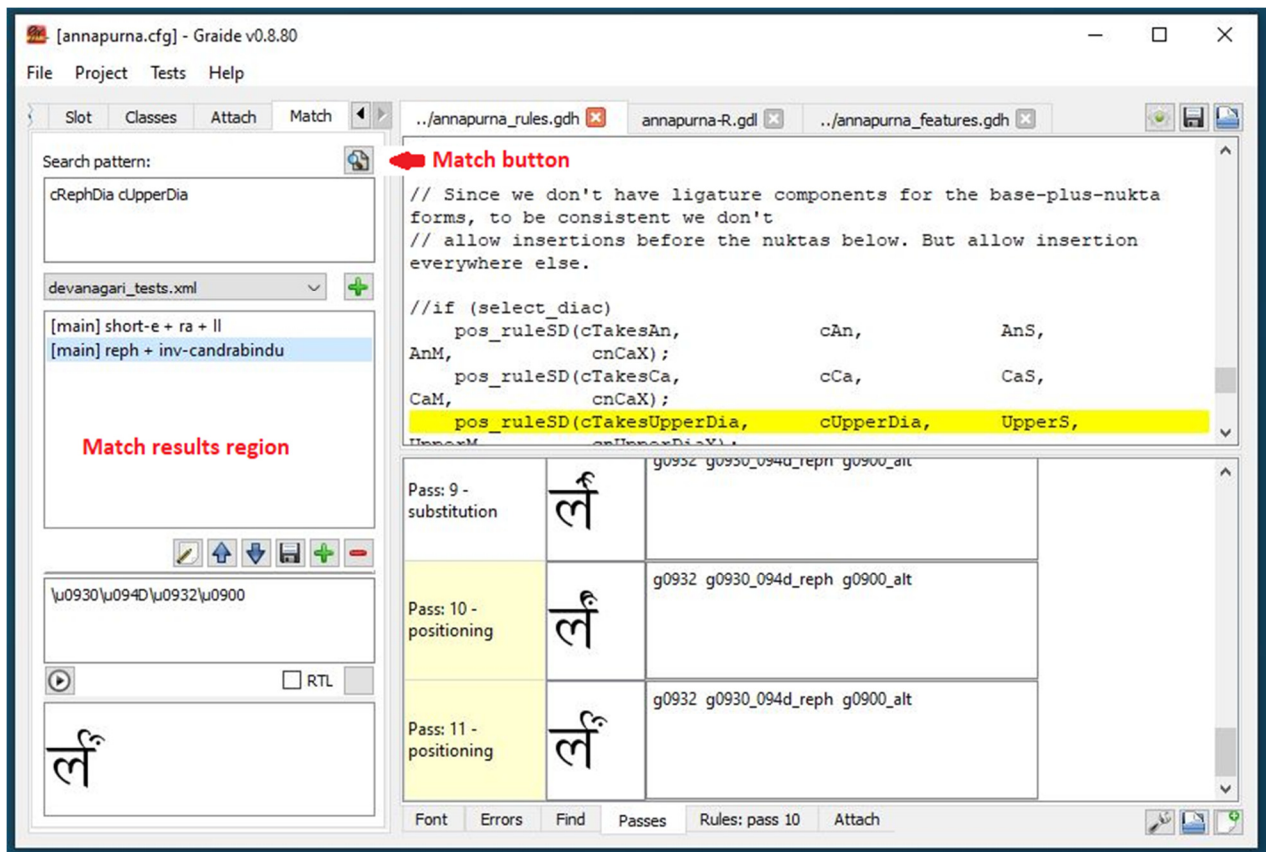 [annapurna.cfg] - Graide v0.8.80
File Project Tests Help
Slot Classes Attach Match
../annapurna_rules.gdh annapurna-R.gdl ../annapurna_features.gdh
Search pattern:
Match button
cRephDia cUpperDia
devanagari_tests.xml
[main] short-e + ra + ll
[main] reph + inv-candrabindu
Match results region
\u0930\u094D\u0932\u0900
RTL
र्लऀ
// Since we don't have ligature components for the base-plus-nukta
forms, to be consistent we don't
// allow insertions before the nuktas below. But allow insertion
everywhere else.
//if (select_diac)
pos_ruleSD(cTakesAn, cAn, AnS,
AnM, cnCaX);
pos_ruleSD(cTakesCa, cCa, CaS,
CaM, cnCaX);
pos_ruleSD(cTakesUpperDia, cUpperDia, UpperS,
UpperM, cnUpperDiaX);
g0932 g0930_094d_reph g0900_alt
Pass: 9 -
substitution
र्लऀ
g0932 g0930_094d_reph g0900_alt
Pass: 10 -
positioning
र्लऀ
g0932 g0930_094d_reph g0900_alt
Pass: 11 -
positioning
र्लऀ
Font Errors Find Passes Rules: pass 10 Attach